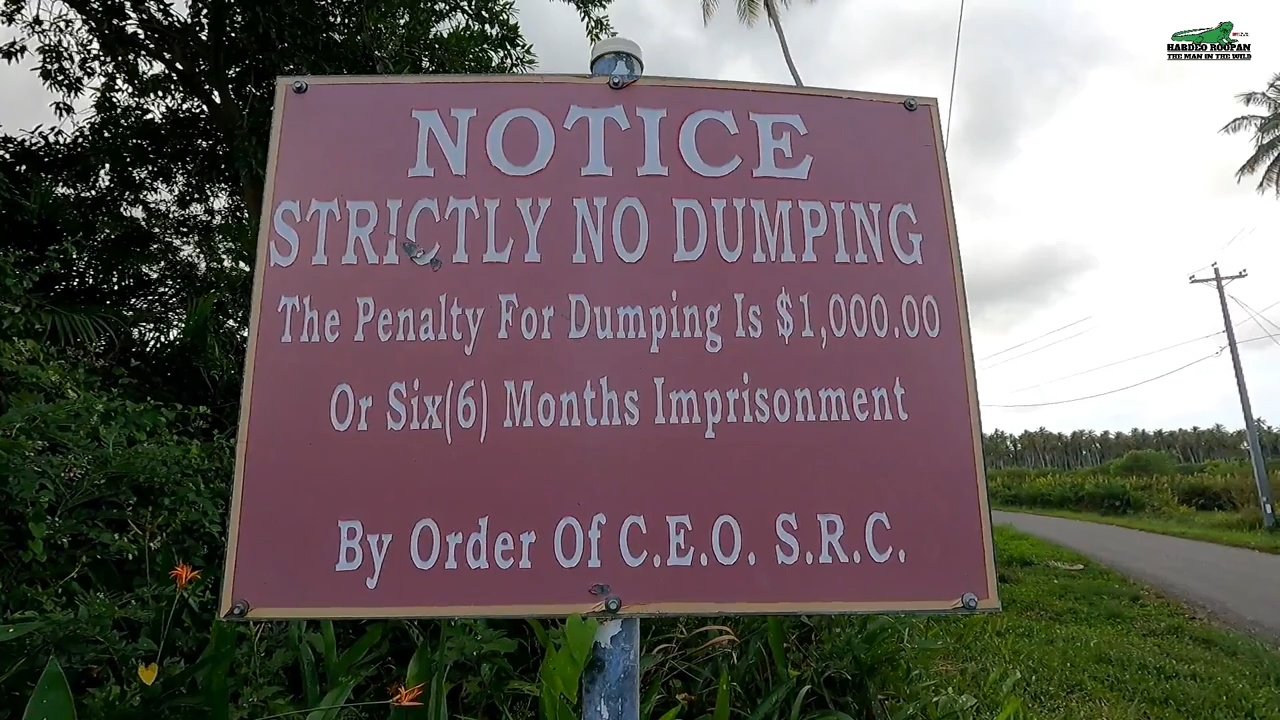 HARDEO ROOPAN
THE MAN IN THE WILD
NOTICE
STRICTLY NO DUMPING
The Penalty For Dumping Is $1,000.00
Or Six(6) Months Imprisonment
By Order Of C.E.O. S.R.C.